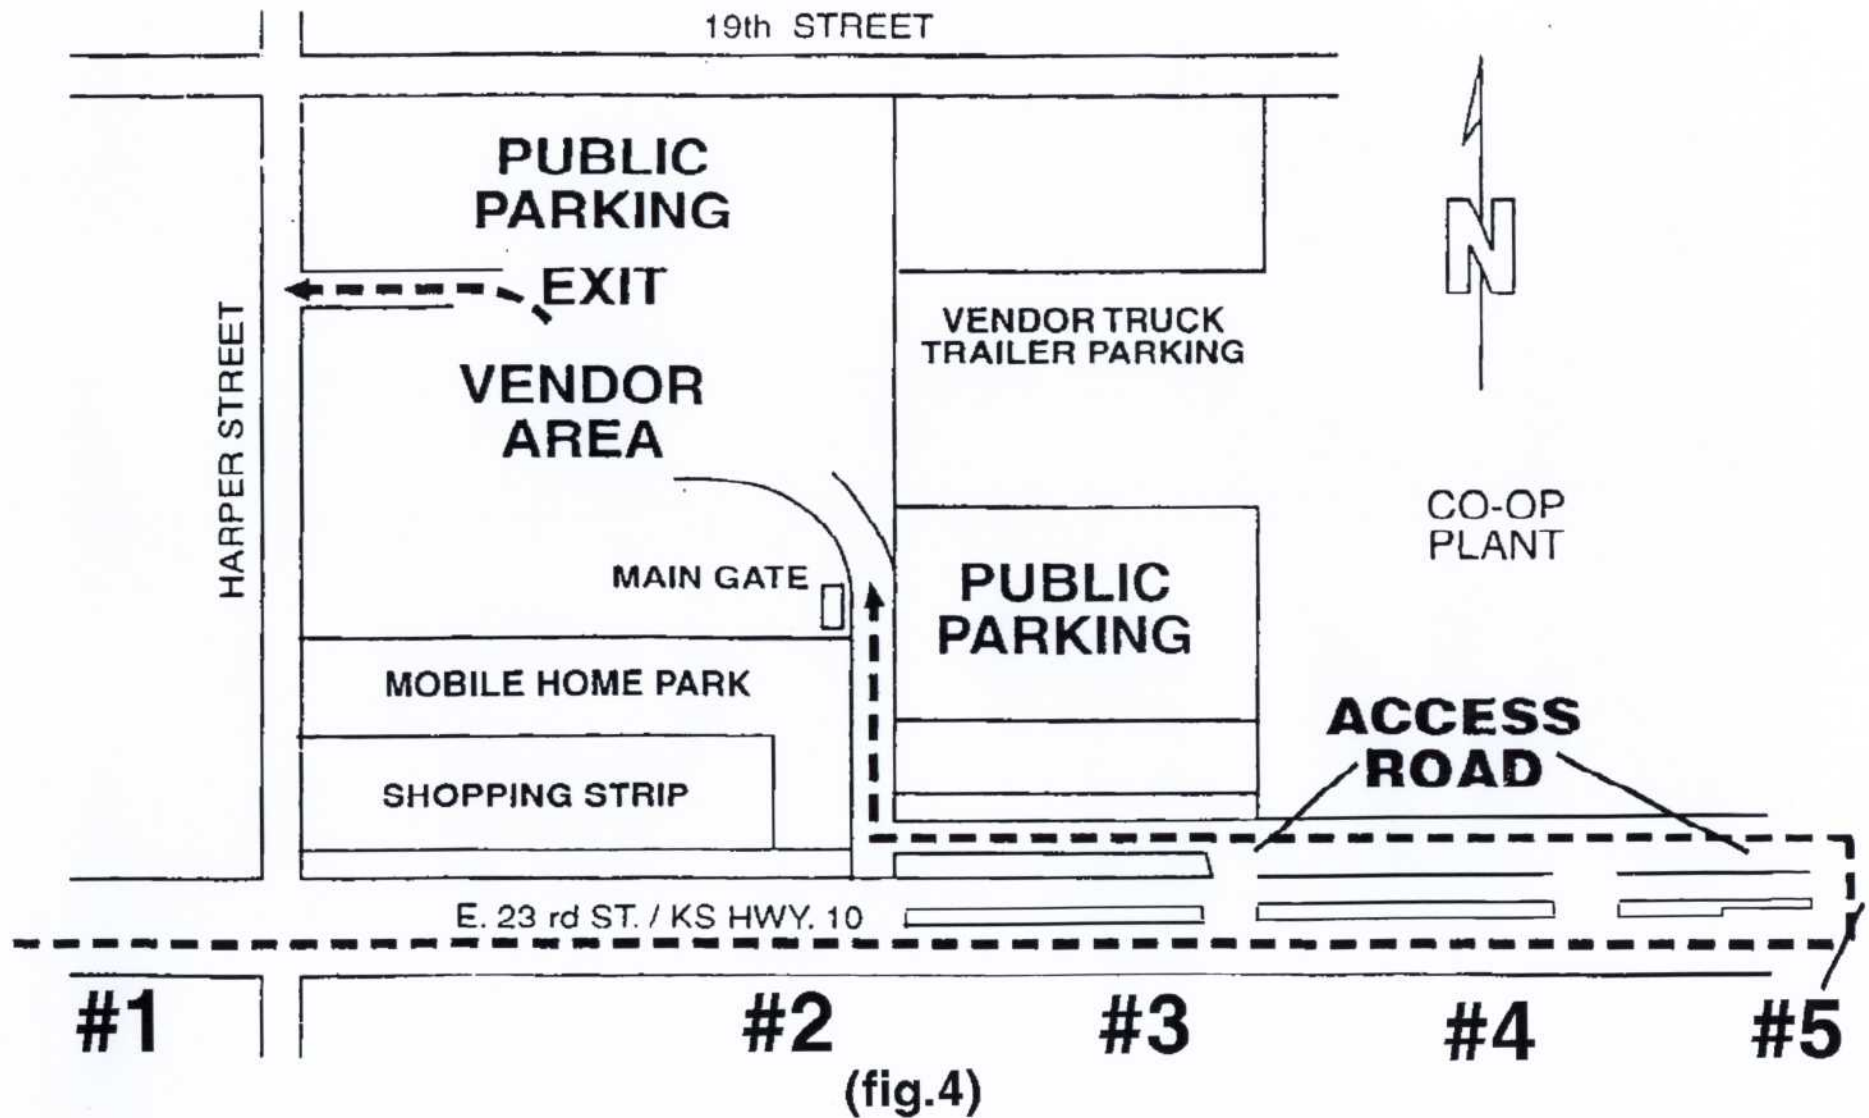 19th STREET
PUBLIC
PARKING
EXIT
N
VENDOR TRUCK
TRAILER PARKING
HARPER STREET
VENDOR
AREA
CO-OP
PLANT
MAIN GATE
PUBLIC
PARKING
MOBILE HOME PARK
ACCESS
ROAD
SHOPPING STRIP
E. 23 rd ST. / KS HWY. 10
#1 #2 #3 #4 #5
(fig.4)